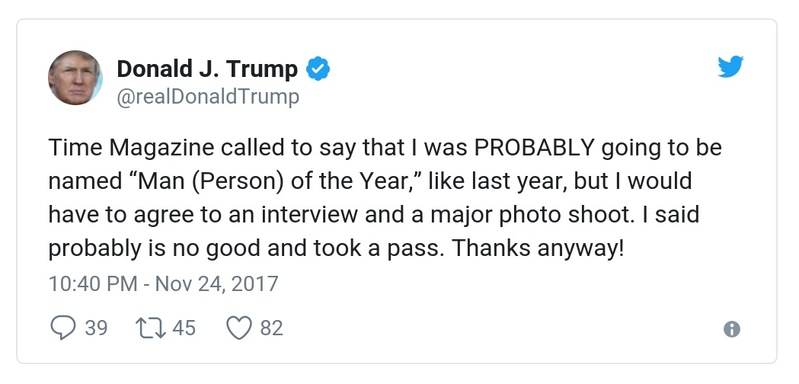 Donald J. Trump
@realDonaldTrump
Time Magazine called to say that I was PROBABLY going to be
named “Man (Person) of the Year,” like last year, but I would
have to agree to an interview and a major photo shoot. I said
probably is no good and took a pass. Thanks anyway!
10:40 PM - Nov 24, 2017
39 45 82